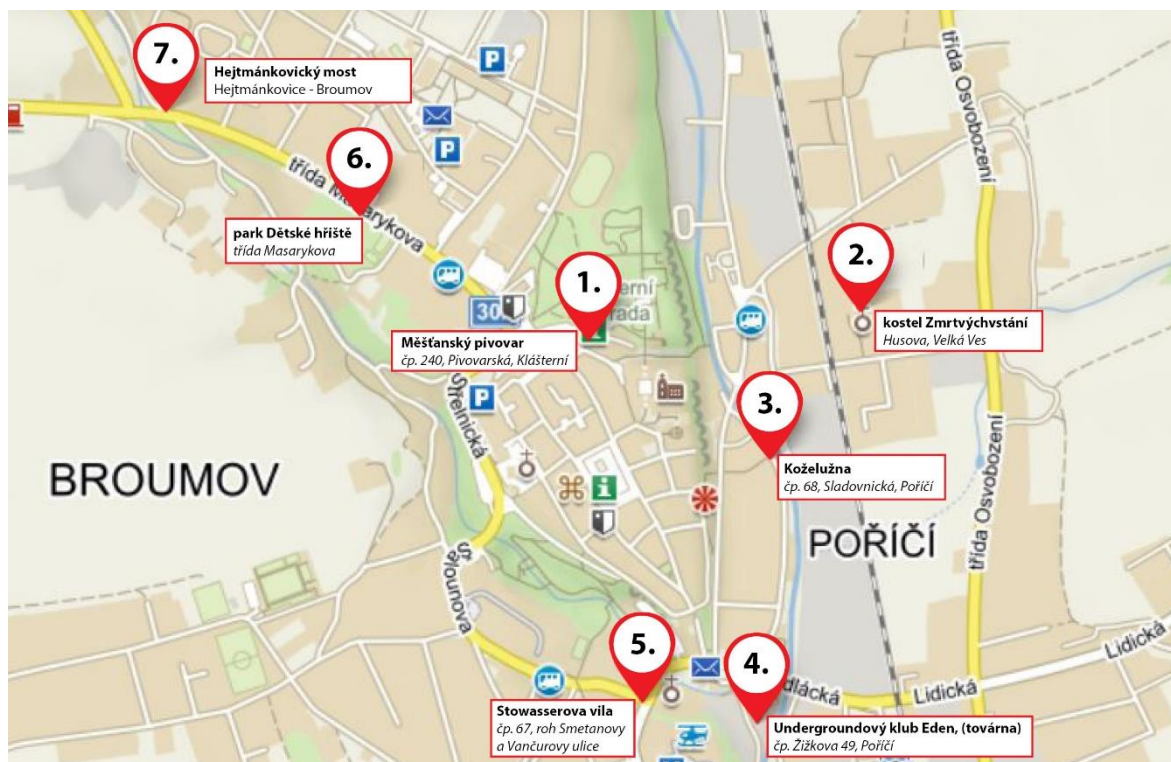 7.
Hejtmánkovický most
Hejtmánkovice - Broumov
P
třída Osvobození
6.
P
třída Masarykova
park Dětské hřiště
třída Masarykova
2.
1.
kostel Zmrtvýchvstání
Husova, Velká Ves
30
Měšťanský pivovar
čp. 240, Pivovarská, Klášterní
P
Střelnická
3.
Koželužna
čp. 68, Sladovnická, Poříčí
BROUMOV
i
POŘÍČÍ
třída Osvobození
5.
4.
Lidická
Lidická
Stowasserova vila
čp. 67, roh Smetanovy
a Vančurovy ulice
Undergroundový klub Eden, (továrna)
čp. Žižkova 49, Poříčí